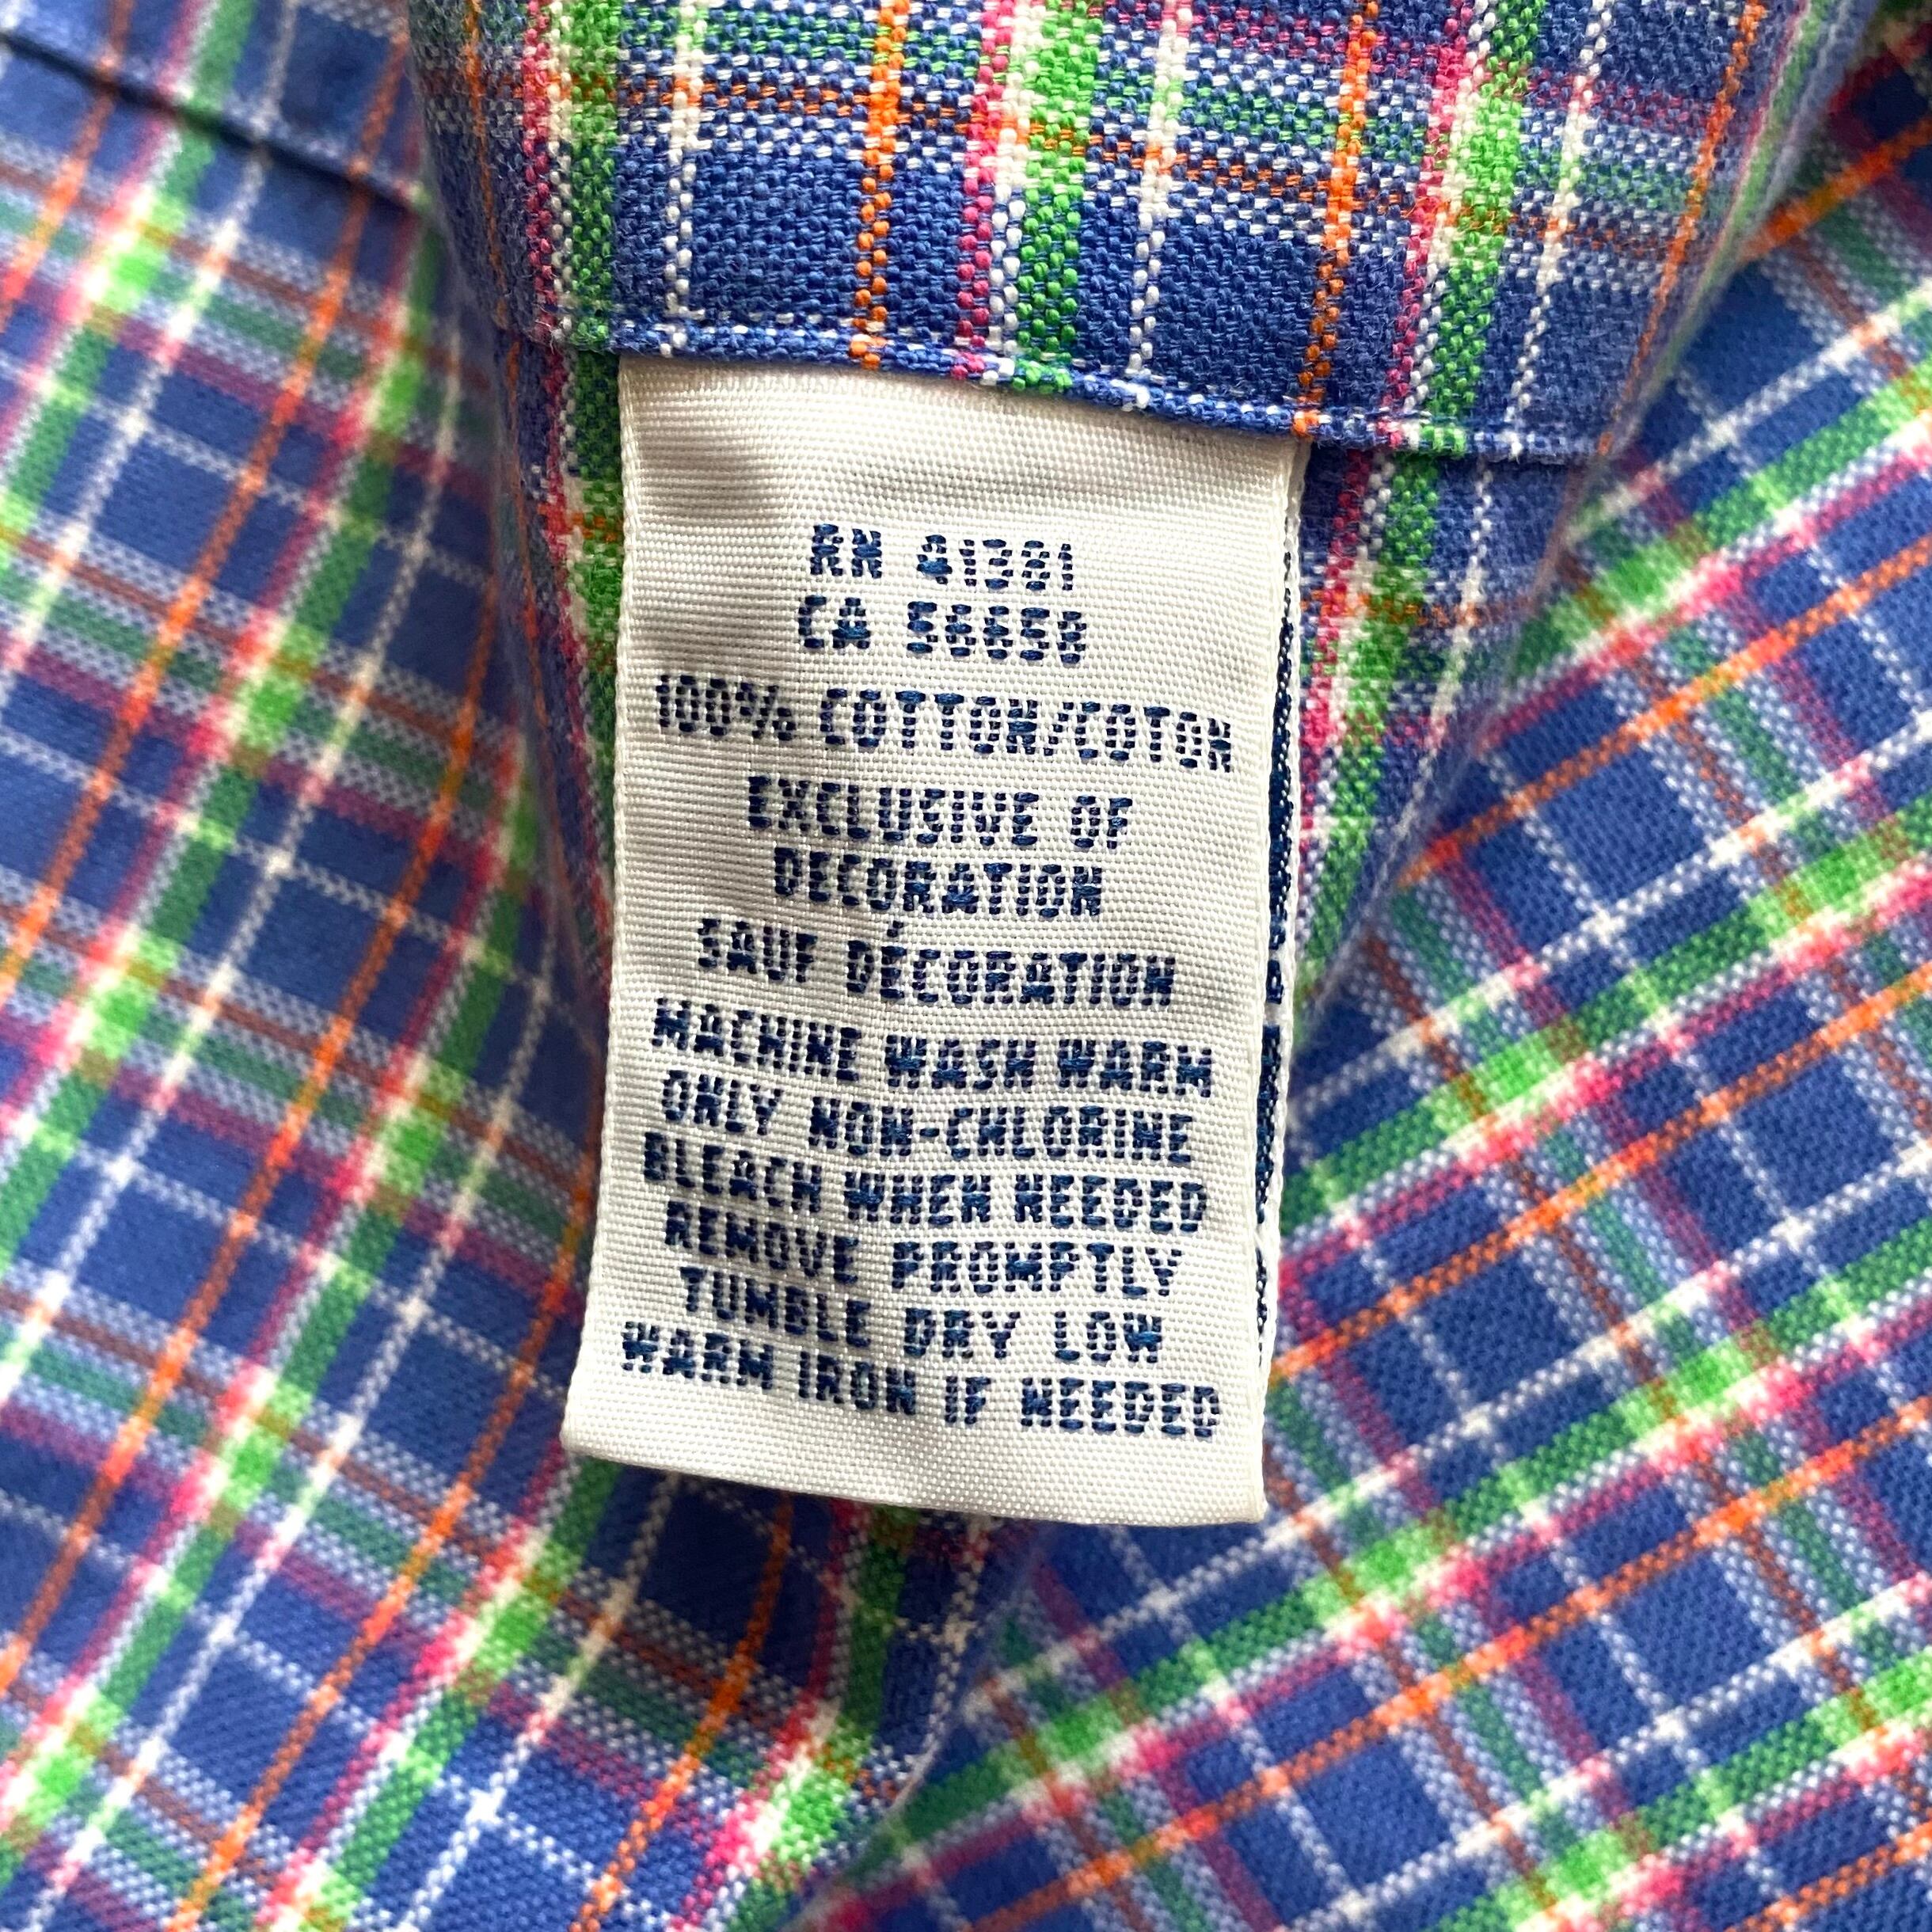 RN 41381
CA 56658
100% COTTON/COTON
EXCLUSIVE OF
DECORATION
SAUF DÉCORATION
MACHINE WASH WARM
ONLY NON-CHLORINE
BLEACH WHEN NEEDED
REMOVE PROMPTLY
TUMBLE DRY LOW
WARM IRON IF NEEDED